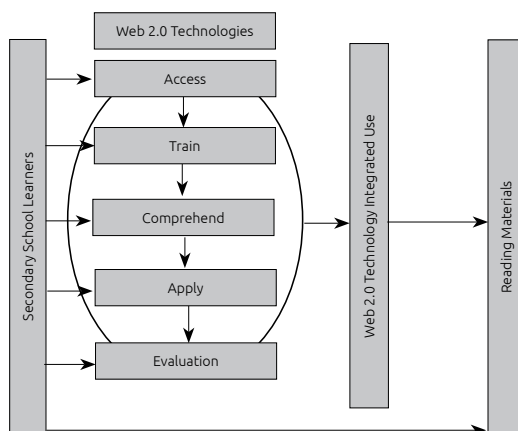 Web 2.0 Technologies
Access
Train
Comprehend
Apply
Evaluation
Secondary School Learners
Web 2.0 Technology Integrated Use
Reading Materials